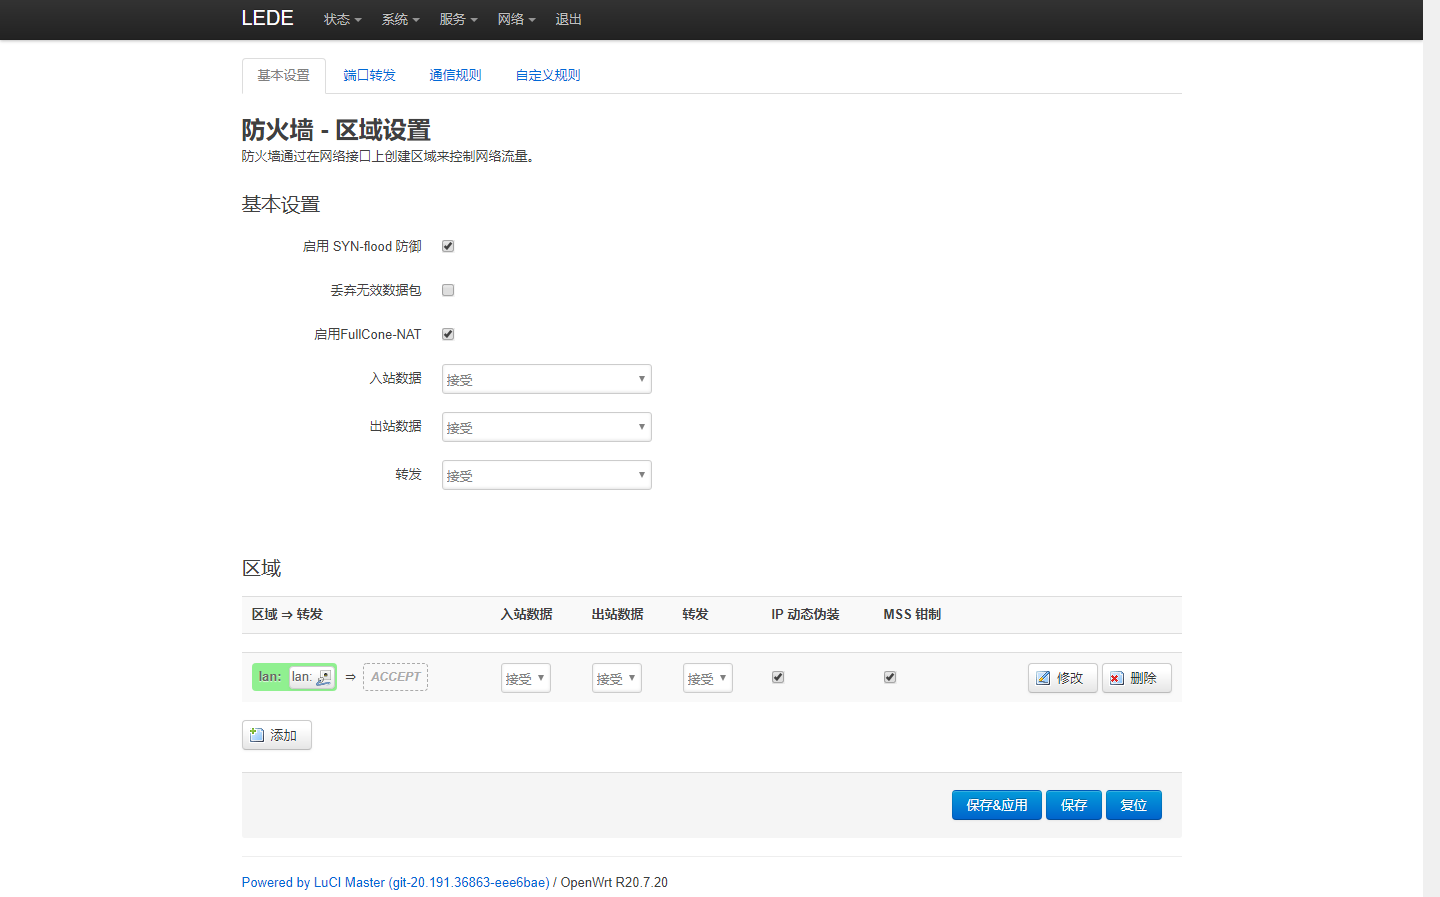 LEDE 状态 系统 服务 网络 退出
基本设置 端口转发 通信规则 自定义规则
防火墙 - 区域设置
防火墙通过在网络接口上创建区域来控制网络流量。
基本设置
启用 SYN-flood 防御
丢弃无效数据包
启用FullCone-NAT
入站数据 接受
出站数据 接受
转发 接受
区域
区域 ⇒ 转发 入站数据 出站数据 转发 IP 动态伪装 MSS 钳制
lan: lan: ⇒ ACCEPT 接受 接受 接受 修改 删除
添加
保存&应用 保存 复位
Powered by LuCI Master (git-20.191.36863-eee6bae) / OpenWrt R20.7.20